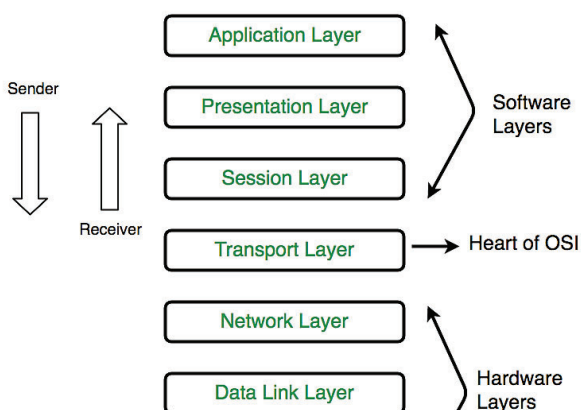 Application Layer
Sender
Presentation Layer
Software
Layers
Session Layer
Receiver
Transport Layer
Heart of OSI
Network Layer
Data Link Layer
Hardware
Layers